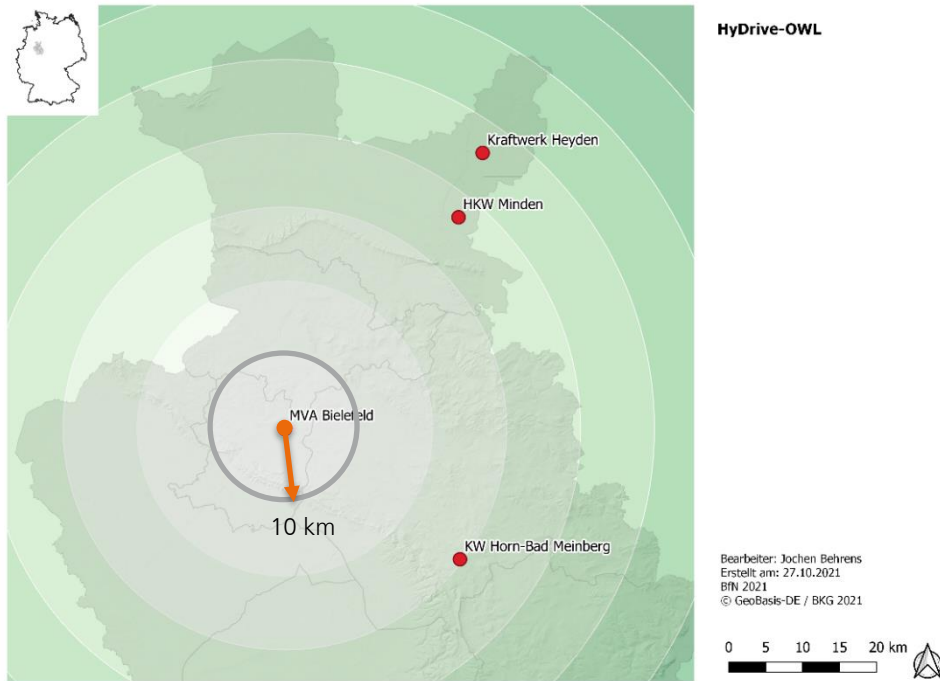 HyDrive-OWL
Kraftwerk Heyden
HKW Minden
MVA Bielefeld
10 km
KW Horn-Bad Meinberg
Bearbeiter: Jochen Behrens
Erstellt am: 27.10.2021
BfN 2021
© GeoBasis-DE / BKG 2021
0 5 10 15 20 km